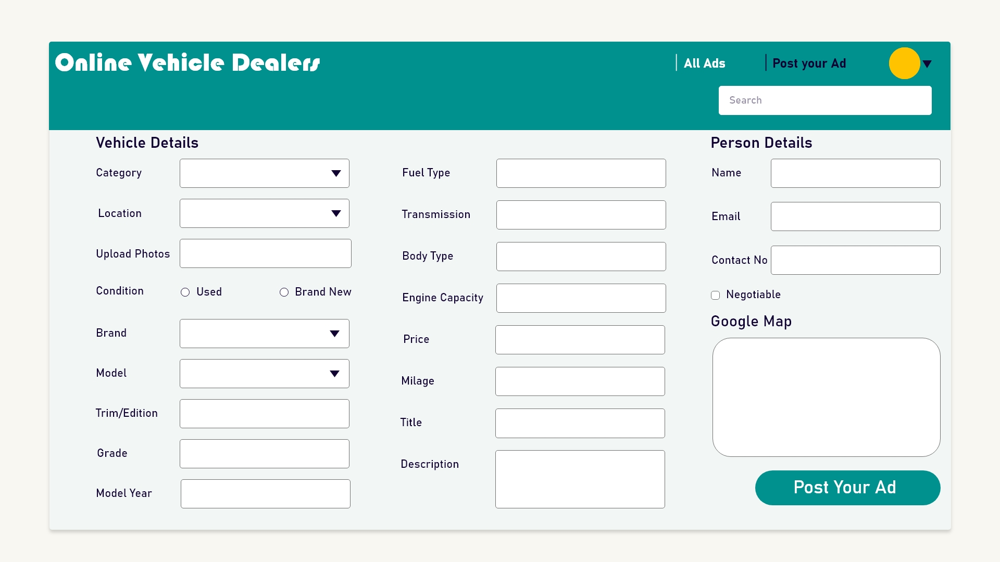 Online Vehicle Dealers
All Ads
Post your Ad
Search
Vehicle Details
Category
Location
Upload Photos
Condition
Used
Brand New
Brand
Model
Trim/Edition
Grade
Model Year
Fuel Type
Transmission
Body Type
Engine Capacity
Price
Milage
Title
Description
Person Details
Name
Email
Contact No
Negotiable
Google Map
Post Your Ad